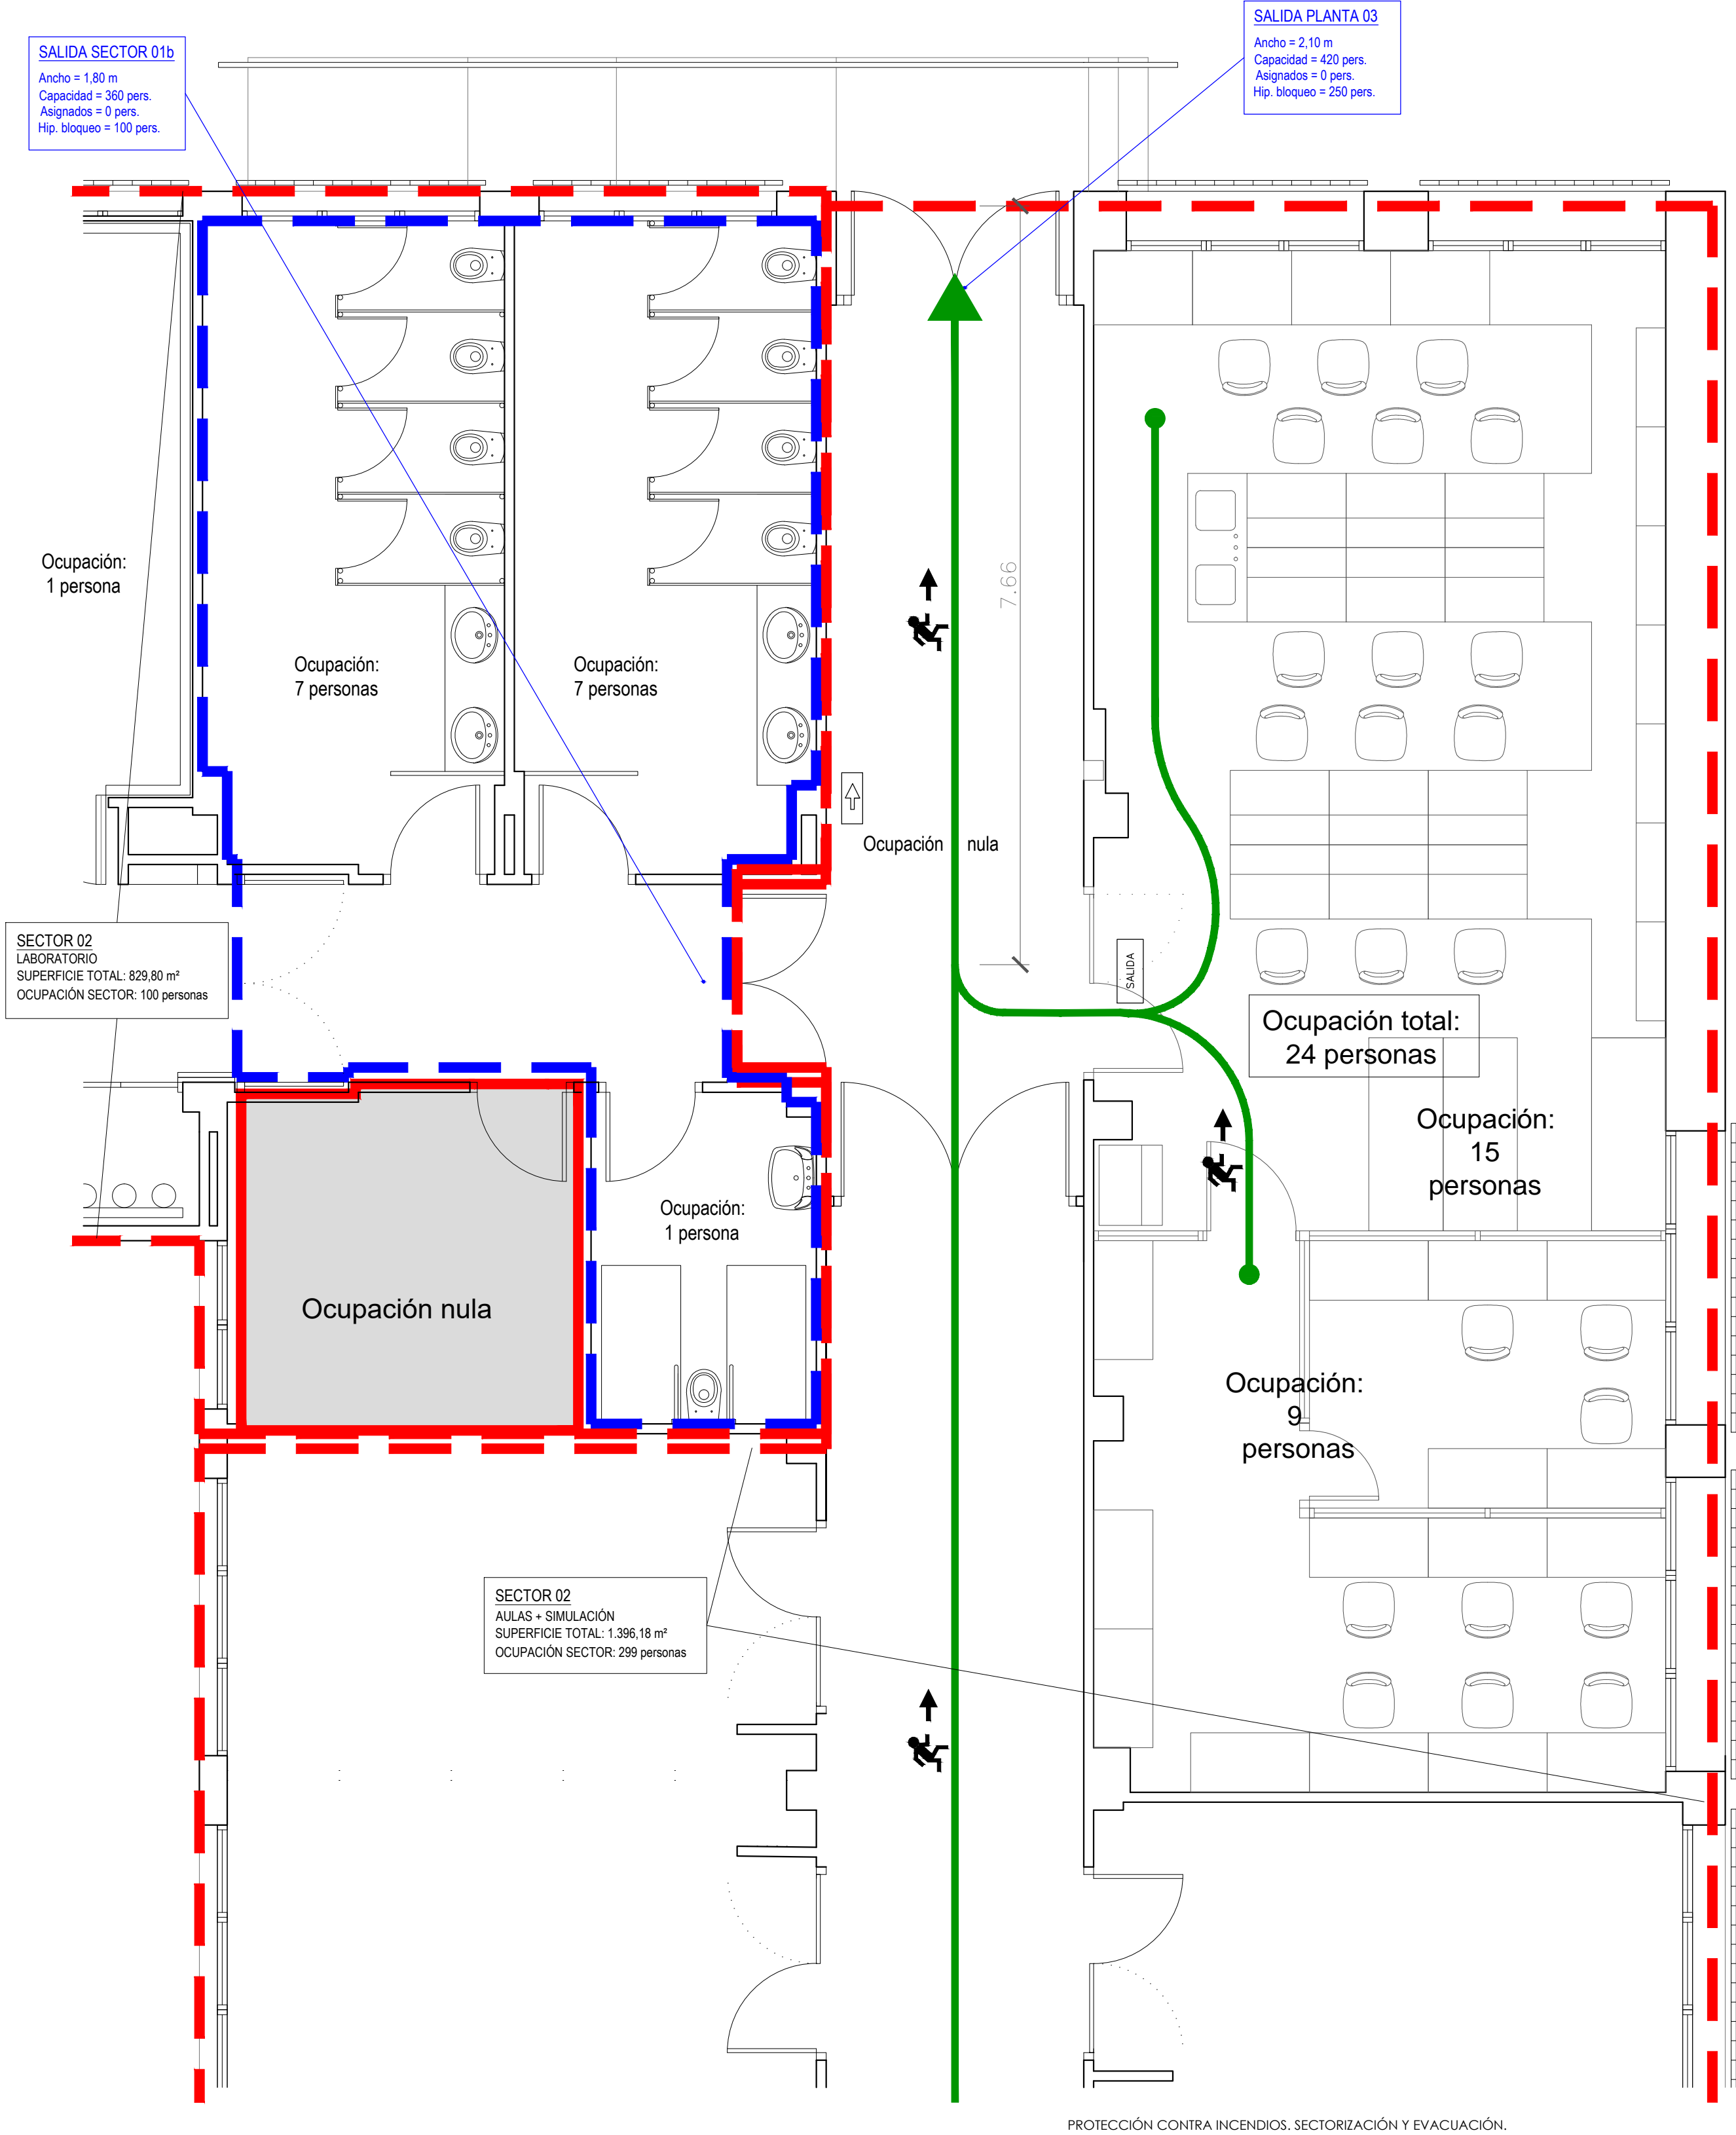 SALIDA PLANTA 03
Ancho = 2,10 m
Capacidad = 420 pers.
Asignados = 0 pers.
Hip. bloqueo = 250 pers.
SALIDA SECTOR 01b
Ancho = 1,80 m
Capacidad = 360 pers.
Asignados = 0 pers.
Hip. bloqueo = 100 pers.
Ocupación:
1 persona
7.66
Ocupación:
7 personas
Ocupación:
7 personas
Ocupación nula
SECTOR 02
LABORATORIO
SUPERFICIE TOTAL: 829,80 m²
OCUPACIÓN SECTOR: 100 personas
SALIDA
Ocupación total:
24 personas
Ocupación:
15
personas
Ocupación:
1 persona
Ocupación nula
Ocupación:
9
personas
SECTOR 02
AULAS + SIMULACIÓN
SUPERFICIE TOTAL: 1.396,18 m²
OCUPACIÓN SECTOR: 299 personas
PROTECCIÓN CONTRA INCENDIOS. SECTORIZACIÓN Y EVACUACIÓN.